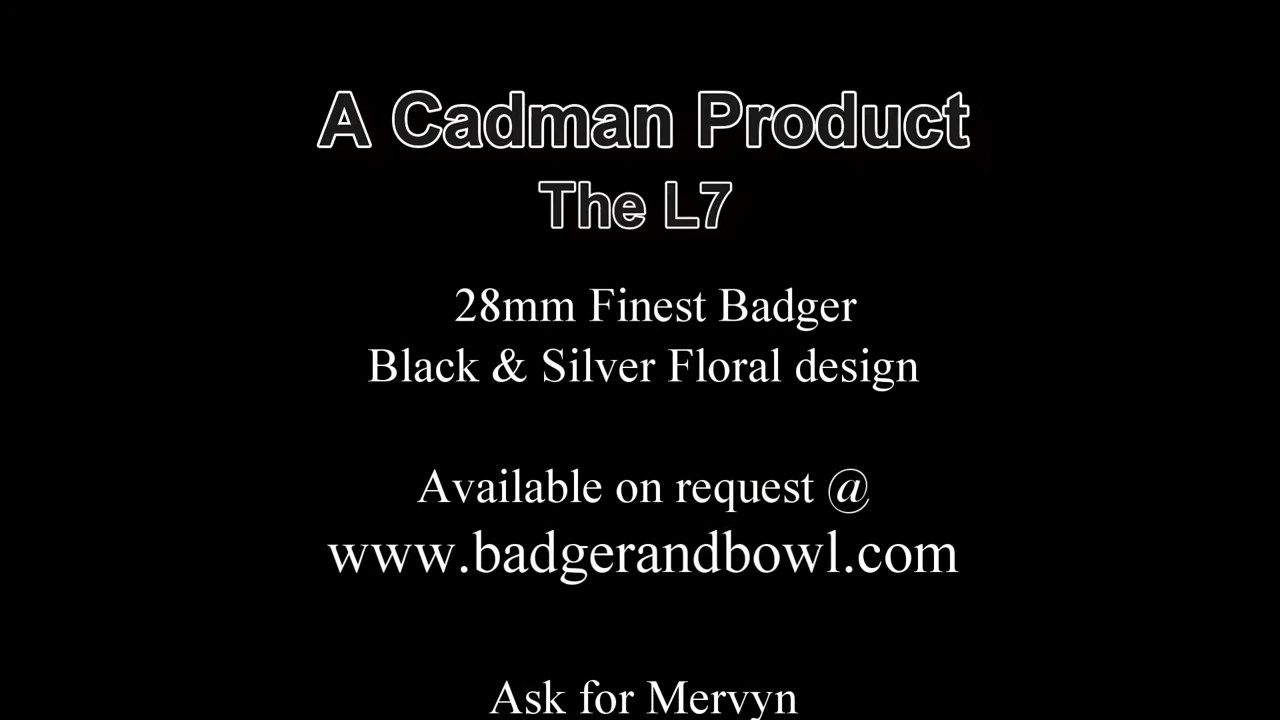 A Cadman Product
The L7
28mm Finest Badger
Black & Silver Floral design
Available on request @
www.badgerandbowl.com
Ask for Mervyn